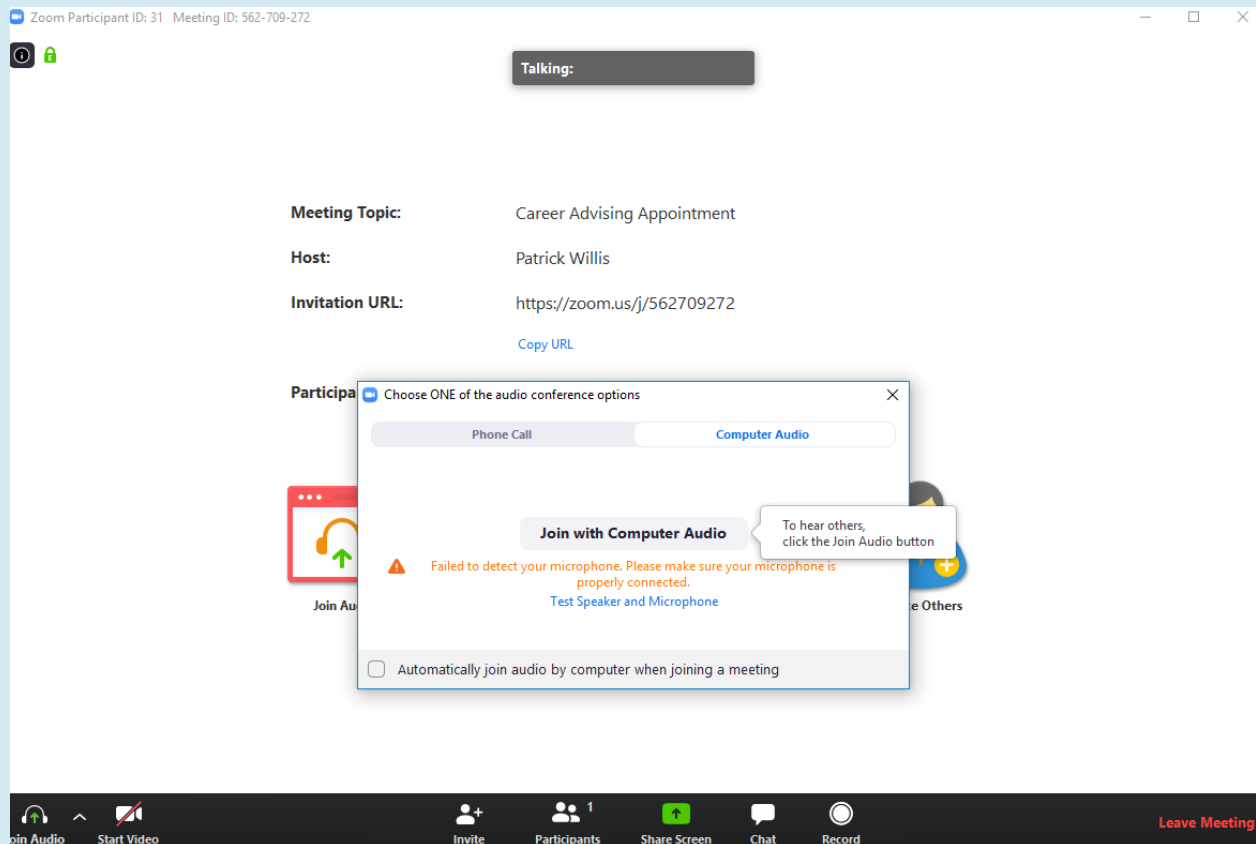 Zoom Participant ID: 31 Meeting ID: 562-709-272
Talking:
Meeting Topic: Career Advising Appointment
Host: Patrick Willis
Invitation URL: https://zoom.us/j/562709272
Copy URL
Participa
Choose ONE of the audio conference options
Phone Call Computer Audio
Join with Computer Audio
To hear others,
click the Join Audio button
Failed to detect your microphone. Please make sure your microphone is
properly connected.
Test Speaker and Microphone
Join Au
e Others
Automatically join audio by computer when joining a meeting
1
oin Audio Start Video Invite Participants Share Screen Chat Record
Leave Meeting